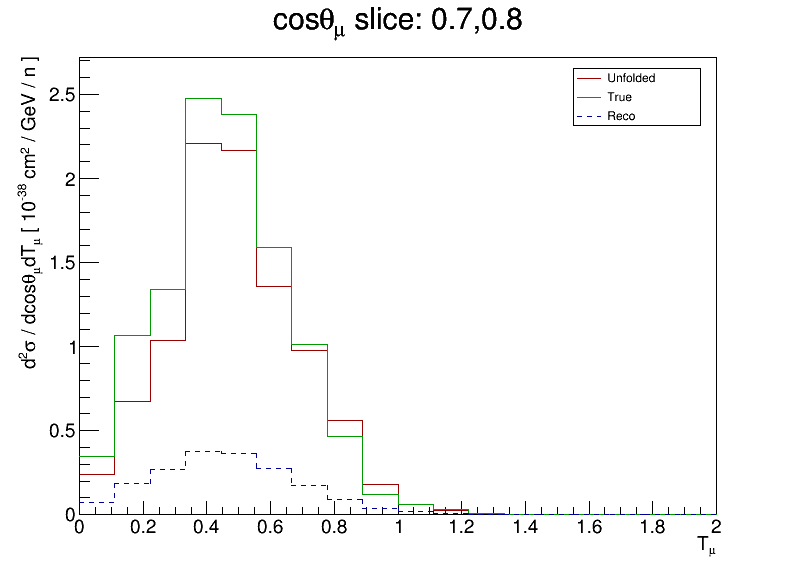 cosθμ slice: 0.7,0.8
d²σ / dcosθμdTμ [ 10⁻³⁸ cm² / GeV / n ]
2.5
2
1.5
1
0.5
0
Unfolded
True
Reco
0 0.2 0.4 0.6 0.8 1 1.2 1.4 1.6 1.8 2
Tμ